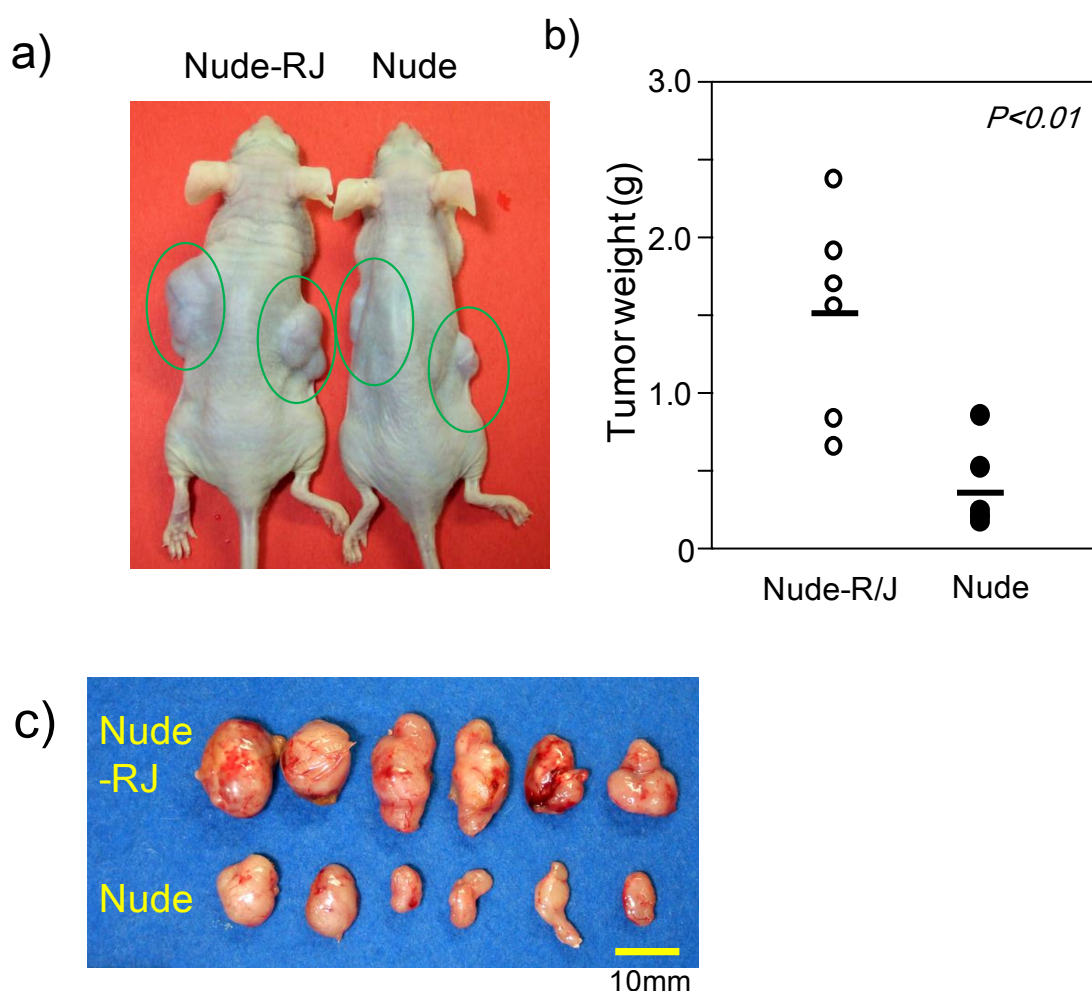 a)
Nude-RJ Nude
b)
3.0
2.0
1.0
0
Tumor weight (g)
P<0.01
Nude-R/J Nude
c)
Nude
-RJ
Nude
10mm